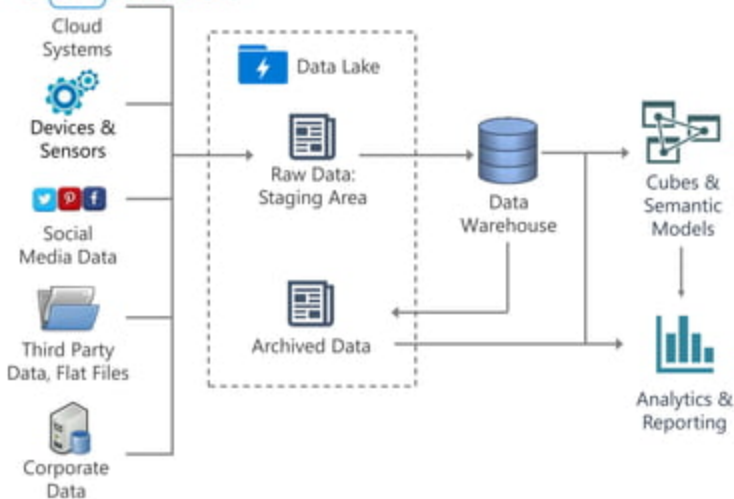 Cloud
Systems
Devices &
Sensors
Social
Media Data
Third Party
Data, Flat Files
Corporate
Data
Data Lake
Raw Data:
Staging Area
Archived Data
Data
Warehouse
Cubes &
Semantic
Models
Analytics &
Reporting